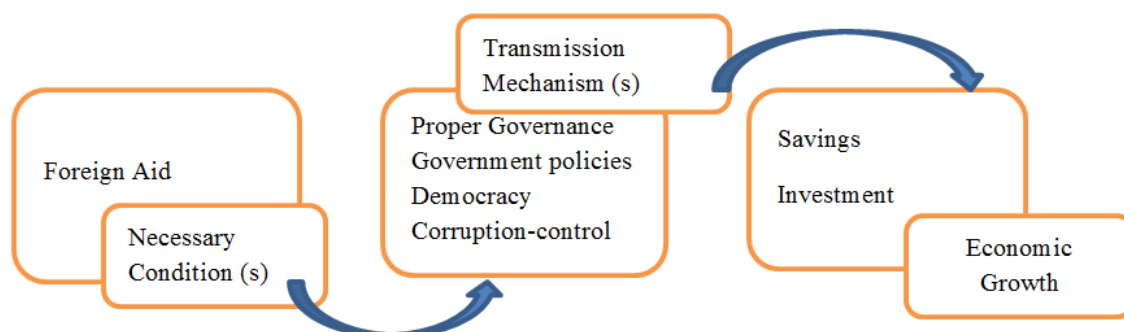 Foreign Aid
Necessary
Condition (s)
Transmission
Mechanism (s)
Proper Governance
Government policies
Democracy
Corruption-control
Savings
Investment
Economic
Growth